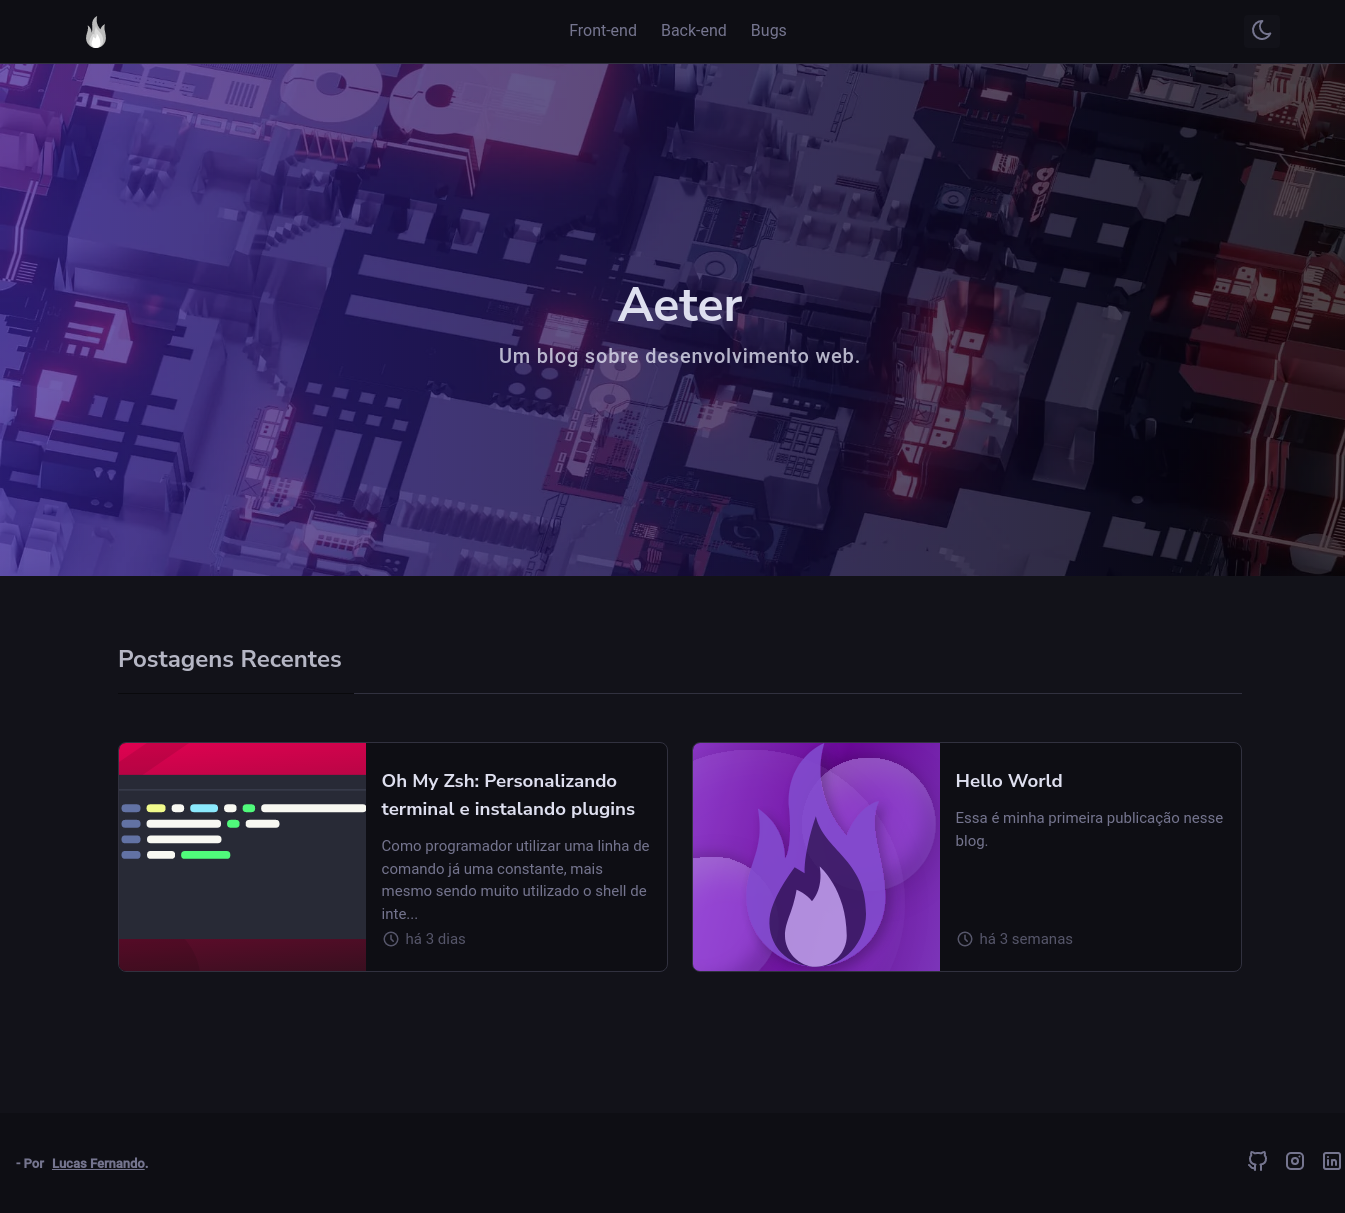 Front-end Back-end Bugs
Aeter
Um blog sobre desenvolvimento web.
Postagens Recentes
Oh My Zsh: Personalizando
terminal e instalando plugins
Como programador utilizar uma linha de
comando já uma constante, mais
mesmo sendo muito utilizado o shell de
inte...
há 3 dias
Hello World
Essa é minha primeira publicação nesse
blog.
há 3 semanas
- Por Lucas Fernando.